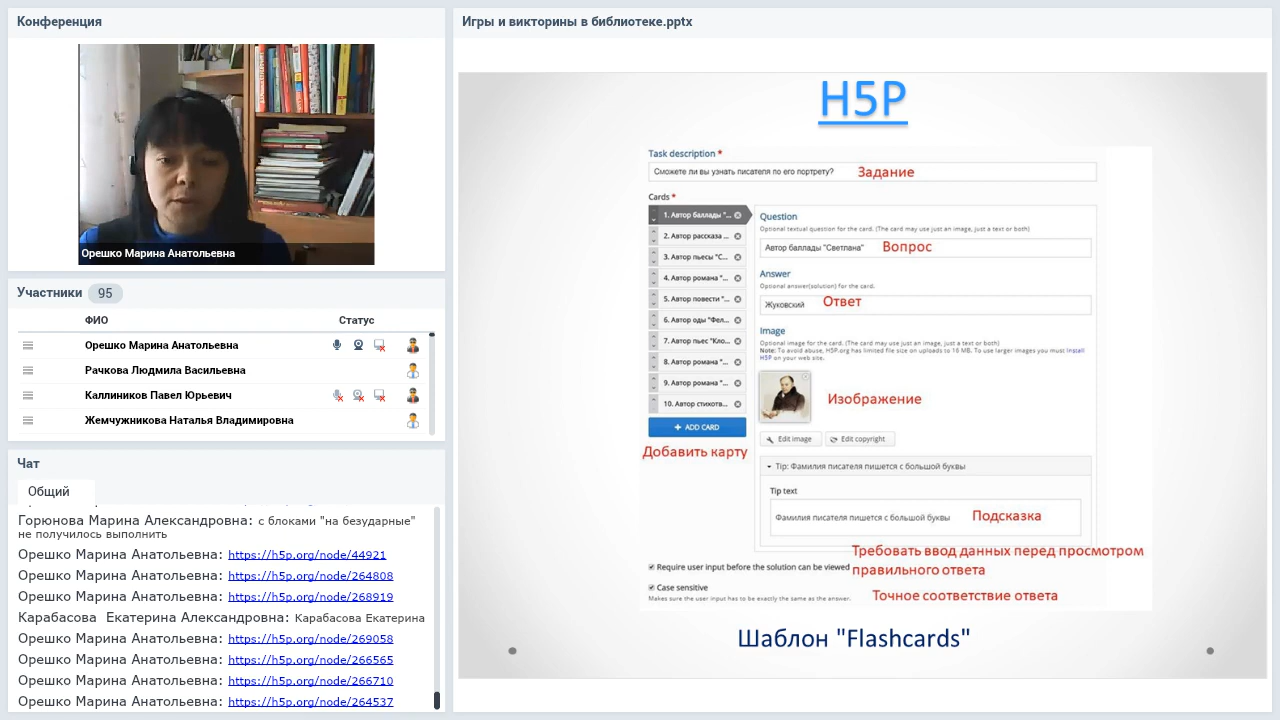 Конференция
Орешко Марина Анатольевна
Участники 95
ФИО Статус
Орешко Марина Анатольевна
Рачкова Людмила Васильевна
Каллиников Павел Юрьевич
Жемчужникова Наталья Владимировна
Чат
Общий
Горюнова Марина Александровна: с блоками "на безударные"
не получилось выполнить
Орешко Марина Анатольевна: https://h5p.org/node/44921
Орешко Марина Анатольевна: https://h5p.org/node/264808
Орешко Марина Анатольевна: https://h5p.org/node/268919
Карабасова Екатерина Александровна: Карабасова Екатерина
Орешко Марина Анатольевна: https://h5p.org/node/269058
Орешко Марина Анатольевна: https://h5p.org/node/266565
Орешко Марина Анатольевна: https://h5p.org/node/266710
Орешко Марина Анатольевна: https://h5p.org/node/264537
Игры и викторины в библиотеке.pptx
H5P
Task description *
Сможете ли вы узнать писателя по его портрету? Задание
Cards *
1. Автор баллады "...
2. Автор рассказа ...
3. Автор пьесы "С...
4. Автор романа "...
5. Автор повести "...
6. Автор оды "Фел...
7. Автор пьес "Кло...
8. Автор романа "...
9. Автор романа "...
10. Автор стихотв...
+ ADD CARD
Добавить карту
Question
Optional textual question for the card. (The card may use just an image, just a text or both)
Автор баллады "Светлана" Вопрос
Answer
Optional answer(solution) for the card.
Жуковский Ответ
Image
Optional image for the card. (The card may use just an image, just a text or both)
Note: To avoid abuse, H5P.org has limited file size on uploads to 16 MB. To use larger images you must install
H5P on your web site.
Изображение
Edit image Edit copyright
Tip: Фамилия писателя пишется с большой буквы
Tip text
Фамилия писателя пишется с большой буквы Подсказка
Требовать ввод данных перед просмотром
правильного ответа
Require user input before the solution can be viewed
Case sensitive
Точное соответствие ответа
Makes sure the user input has to be exactly the same as the answer.
Шаблон "Flashcards"